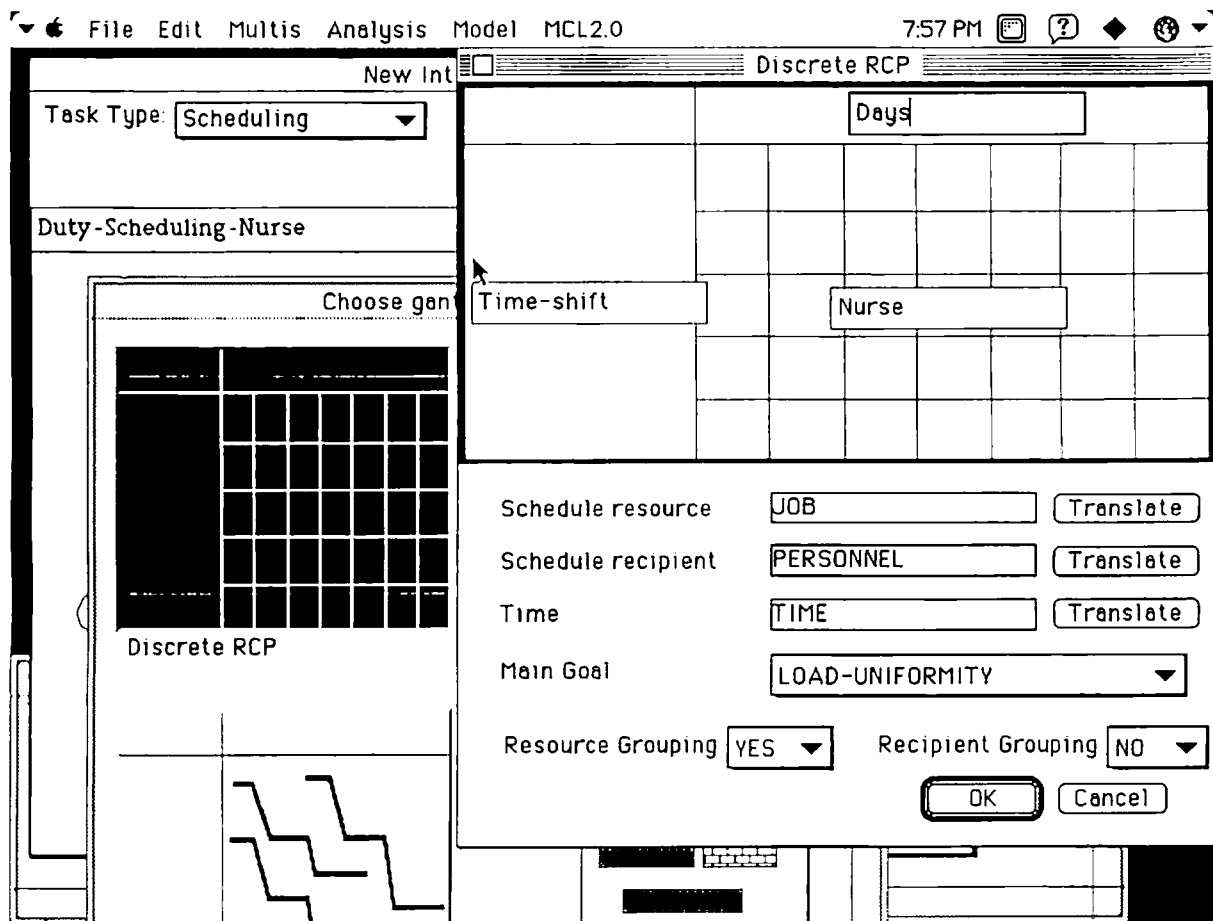 File Edit Multis Analysis Model MCL2.0 7:57 PM
New Int
Task Type: Scheduling
Duty-Scheduling-Nurse
Choose gan
Discrete RCP
Discrete RCP
Days
Time-shift
Nurse
Schedule resource JOB Translate
Schedule recipient PERSONNEL Translate
Time TIME Translate
Main Goal LOAD-UNIFORMITY
Resource Grouping YES Recipient Grouping NO
OK Cancel